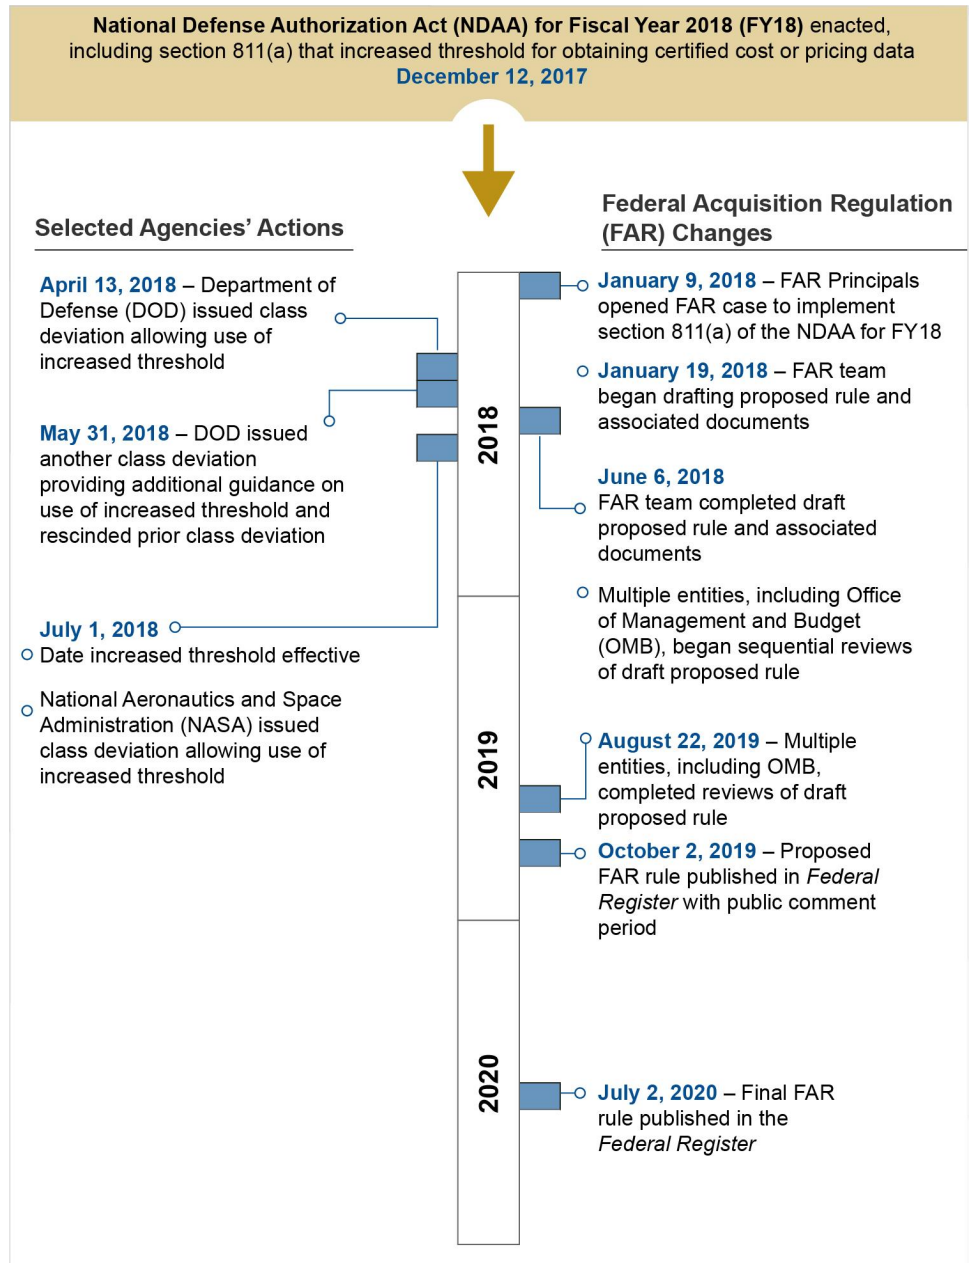 National Defense Authorization Act (NDAA) for Fiscal Year 2018 (FY18) enacted,
including section 811(a) that increased threshold for obtaining certified cost or pricing data
December 12, 2017
Selected Agencies’ Actions
April 13, 2018 – Department of
Defense (DOD) issued class
deviation allowing use of
increased threshold
May 31, 2018 – DOD issued
another class deviation
providing additional guidance on
use of increased threshold and
rescinded prior class deviation
July 1, 2018
Date increased threshold effective
National Aeronautics and Space
Administration (NASA) issued
class deviation allowing use of
increased threshold
2018
2019
2020
Federal Acquisition Regulation
(FAR) Changes
January 9, 2018 – FAR Principals
opened FAR case to implement
section 811(a) of the NDAA for FY18
January 19, 2018 – FAR team
began drafting proposed rule and
associated documents
June 6, 2018
FAR team completed draft
proposed rule and associated
documents
Multiple entities, including Office
of Management and Budget
(OMB), began sequential reviews
of draft proposed rule
August 22, 2019 – Multiple
entities, including OMB,
completed reviews of draft
proposed rule
October 2, 2019 – Proposed
FAR rule published in Federal
Register with public comment
period
July 2, 2020 – Final FAR
rule published in the
Federal Register